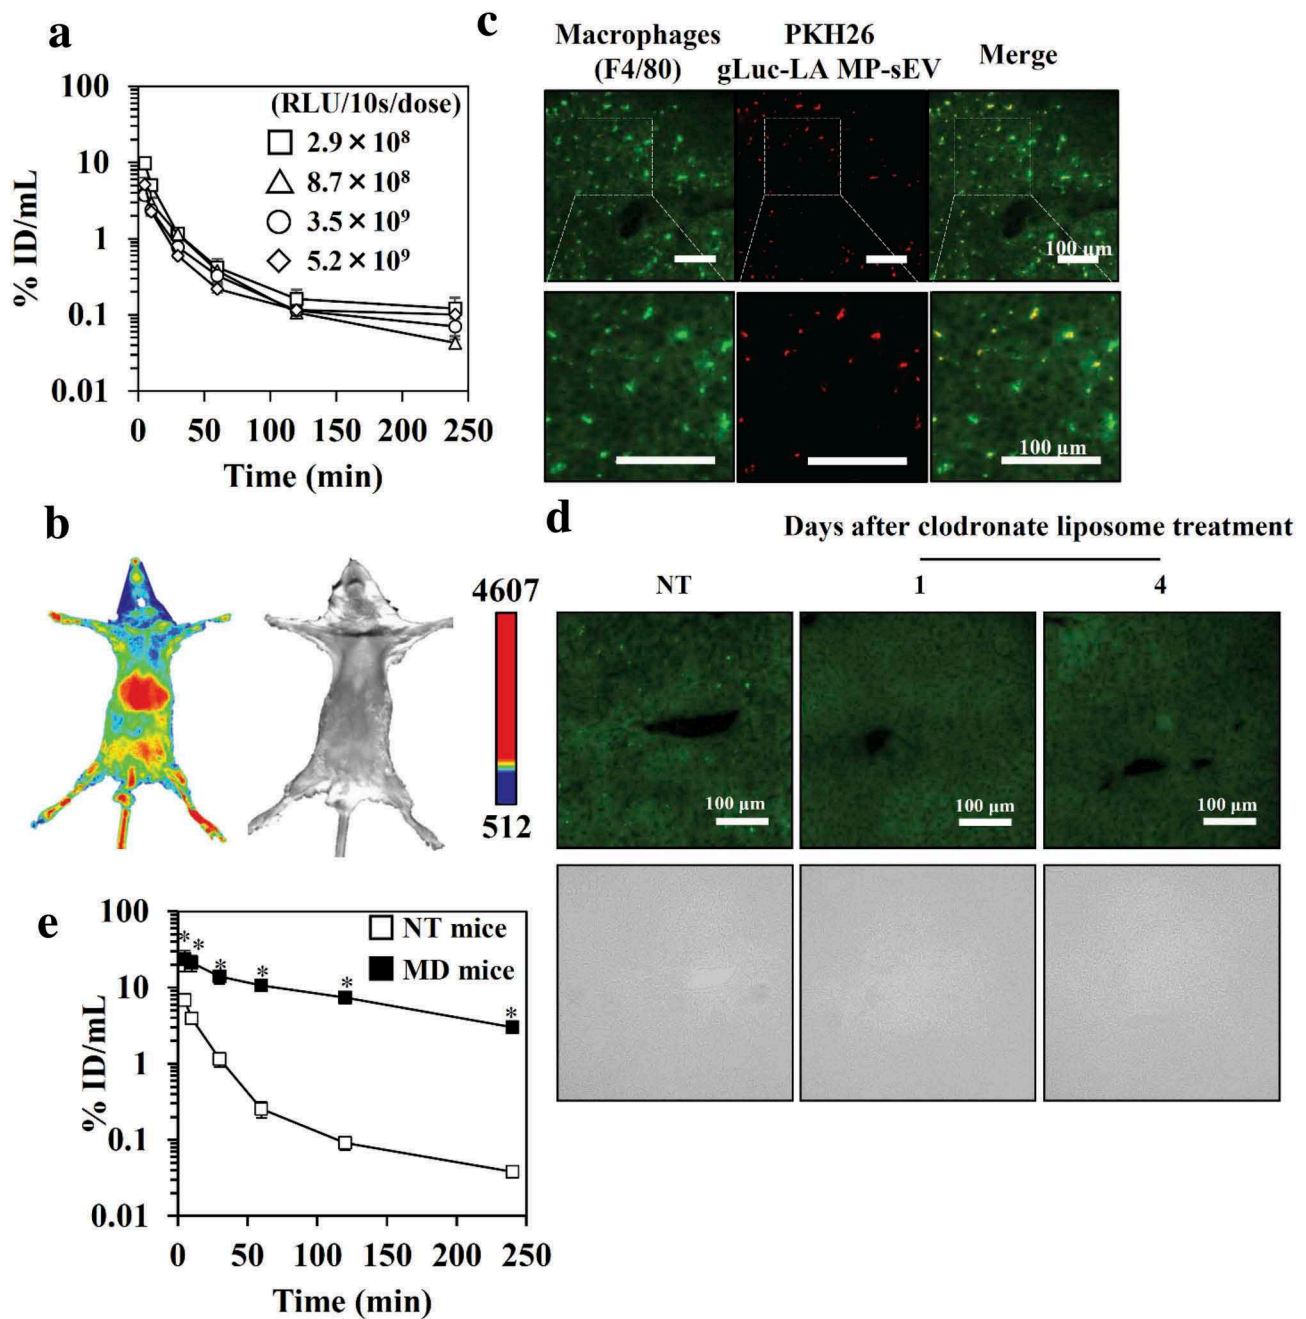 a
(RLU/10s/dose)
2.9 × 10⁸
8.7 × 10⁸
3.5 × 10⁹
5.2 × 10⁹
100
10
1
0.1
0.01
% ID/mL
0 50 100 150 200 250
Time (min)
b
4607
512
c
Macrophages
(F4/80)
PKH26
gLuc-LA MP-sEV
Merge
100 µm
100 µm
d
Days after clodronate liposome treatment
NT 1 4
100 µm 100 µm 100 µm
e
NT mice
MD mice
100
10
1
0.1
0.01
% ID/mL
* * * * * *
0 50 100 150 200 250
Time (min)